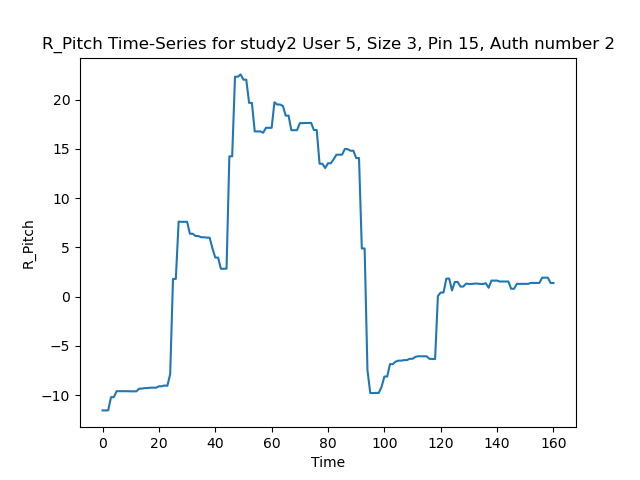 R_Pitch Time-Series for study2 User 5, Size 3, Pin 15, Auth number 2
R_Pitch
20
15
10
5
0
−5
−10
0 20 40 60 80 100 120 140 160
Time